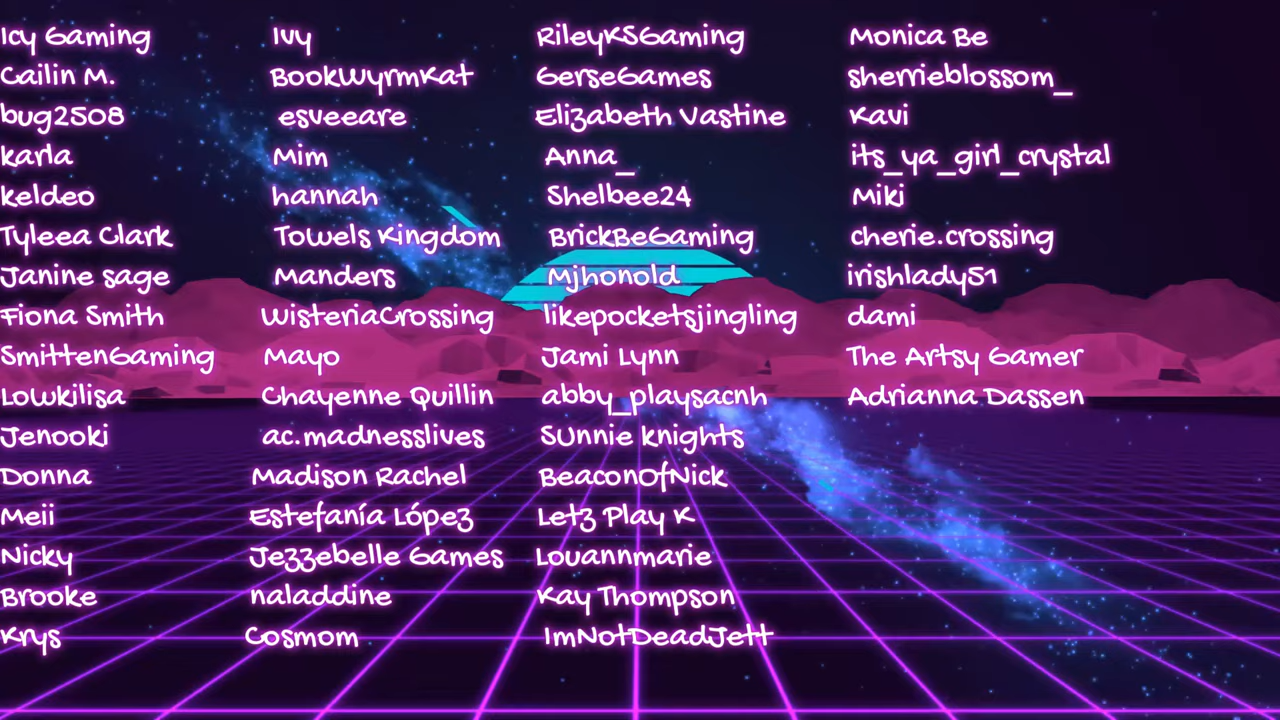 Icy Gaming
Cailin M.
bug2508
karla
keldeo
Tyleea Clark
Janine sage
Fiona Smith
SmittenGaming
Lowkilisa
Jenooki
Donna
Meii
Nicky
Brooke
Krys
Ivy
BookWyrmKat
esveeare
Mim
hannah
Towels Kingdom
Manders
WisteriaCrossing
Mayo
Chayenne Quillin
ac.madnesslives
Madison Rachel
Estefanía López
Jezzebelle Games
naladdine
Cosmom
RileyKSGaming
GerseGames
Elizabeth Vastine
Anna_
Shelbee24
BrickBeGaming
Mjhonold
likepocketsjingling
Jami Lynn
abby_playsacnh
SUnnie knights
BeaconOfNick
Letz Play K
Louannmarie
Kay Thompson
ImNotDeadJett
Monica Be
sherrieblossom_
Kavi
its_ya_girl_crystal
Miki
cherie.crossing
irishlady51
dami
The Artsy Gamer
Adrianna Dassen